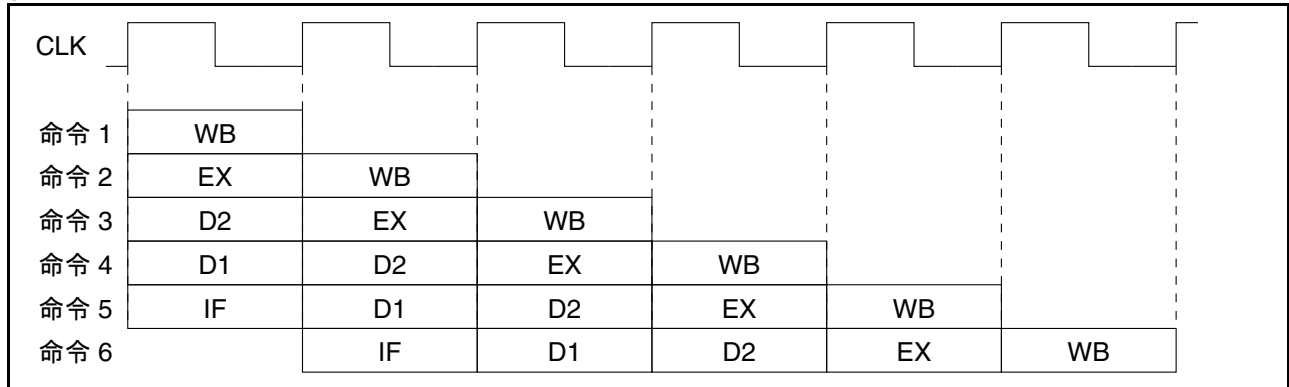 CLK
命令 1 WB
命令 2 EX WB
命令 3 D2 EX WB
命令 4 D1 D2 EX WB
命令 5 IF D1 D2 EX WB
命令 6 IF D1 D2 EX WB